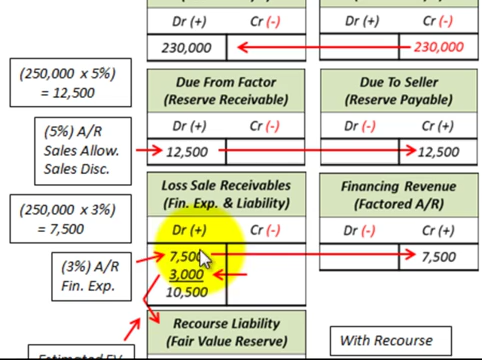 Dr (+) Cr (-)
Dr (+) Cr (-)
230,000
230,000
(250,000 x 5%)
= 12,500
Due From Factor
(Reserve Receivable)
Due To Seller
(Reserve Payable)
(5%) A/R
Sales Allow.
Sales Disc.
Dr (+) Cr (-)
Dr (-) Cr (+)
12,500
12,500
Loss Sale Receivables
(Fin. Exp. & Liability)
Financing Revenue
(Factored A/R)
(250,000 x 3%)
= 7,500
Dr (+) Cr (-)
Dr (-) Cr (+)
(3%) A/R
Fin. Exp.
7,500
7,500
3,000
10,500
Recourse Liability
(Fair Value Reserve)
With Recourse